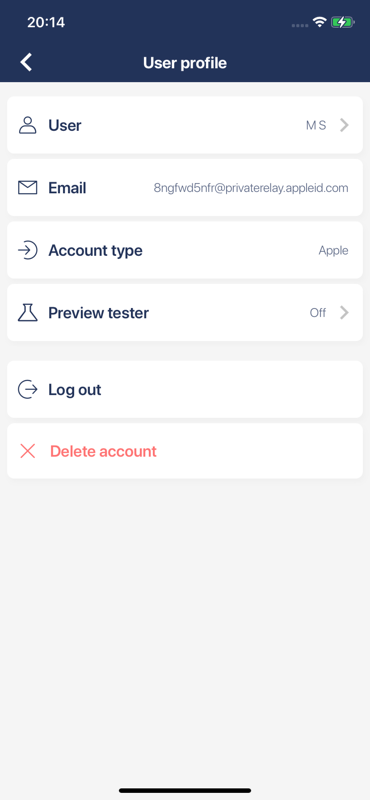 20:14
User profile
User
M S
Email
8ngfwd5nfr@privaterelay.appleid.com
Account type
Apple
Preview tester
Off
Log out
Delete account